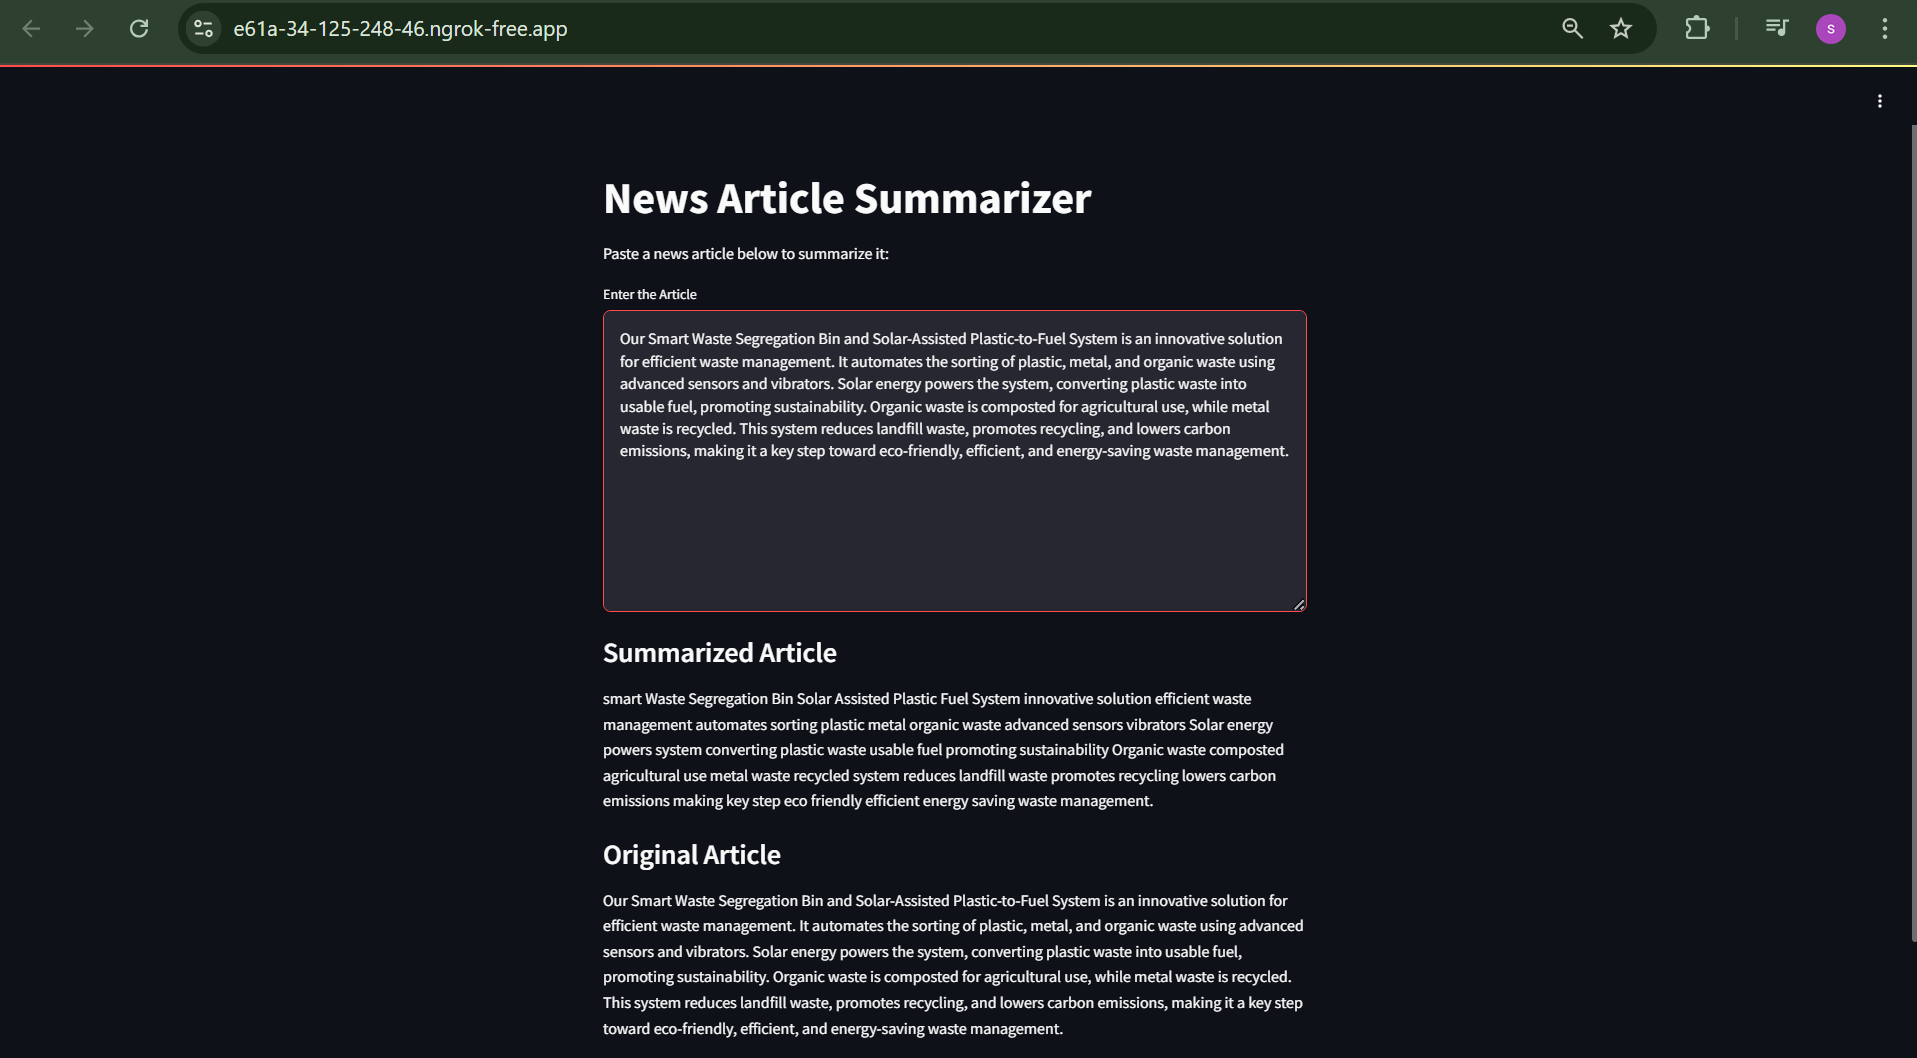 e61a-34-125-248-46.ngrok-free.app
S
News Article Summarizer
Paste a news article below to summarize it:
Enter the Article
Our Smart Waste Segregation Bin and Solar-Assisted Plastic-to-Fuel System is an innovative solution
for efficient waste management. It automates the sorting of plastic, metal, and organic waste using
advanced sensors and vibrators. Solar energy powers the system, converting plastic waste into
usable fuel, promoting sustainability. Organic waste is composted for agricultural use, while metal
waste is recycled. This system reduces landfill waste, promotes recycling, and lowers carbon
emissions, making it a key step toward eco-friendly, efficient, and energy-saving waste management.
Summarized Article
smart Waste Segregation Bin Solar Assisted Plastic Fuel System innovative solution efficient waste
management automates sorting plastic metal organic waste advanced sensors vibrators Solar energy
powers system converting plastic waste usable fuel promoting sustainability Organic waste composted
agricultural use metal waste recycled system reduces landfill waste promotes recycling lowers carbon
emissions making key step eco friendly efficient energy saving waste management.
Original Article
Our Smart Waste Segregation Bin and Solar-Assisted Plastic-to-Fuel System is an innovative solution for
efficient waste management. It automates the sorting of plastic, metal, and organic waste using advanced
sensors and vibrators. Solar energy powers the system, converting plastic waste into usable fuel,
promoting sustainability. Organic waste is composted for agricultural use, while metal waste is recycled.
This system reduces landfill waste, promotes recycling, and lowers carbon emissions, making it a key step
toward eco-friendly, efficient, and energy-saving waste management.